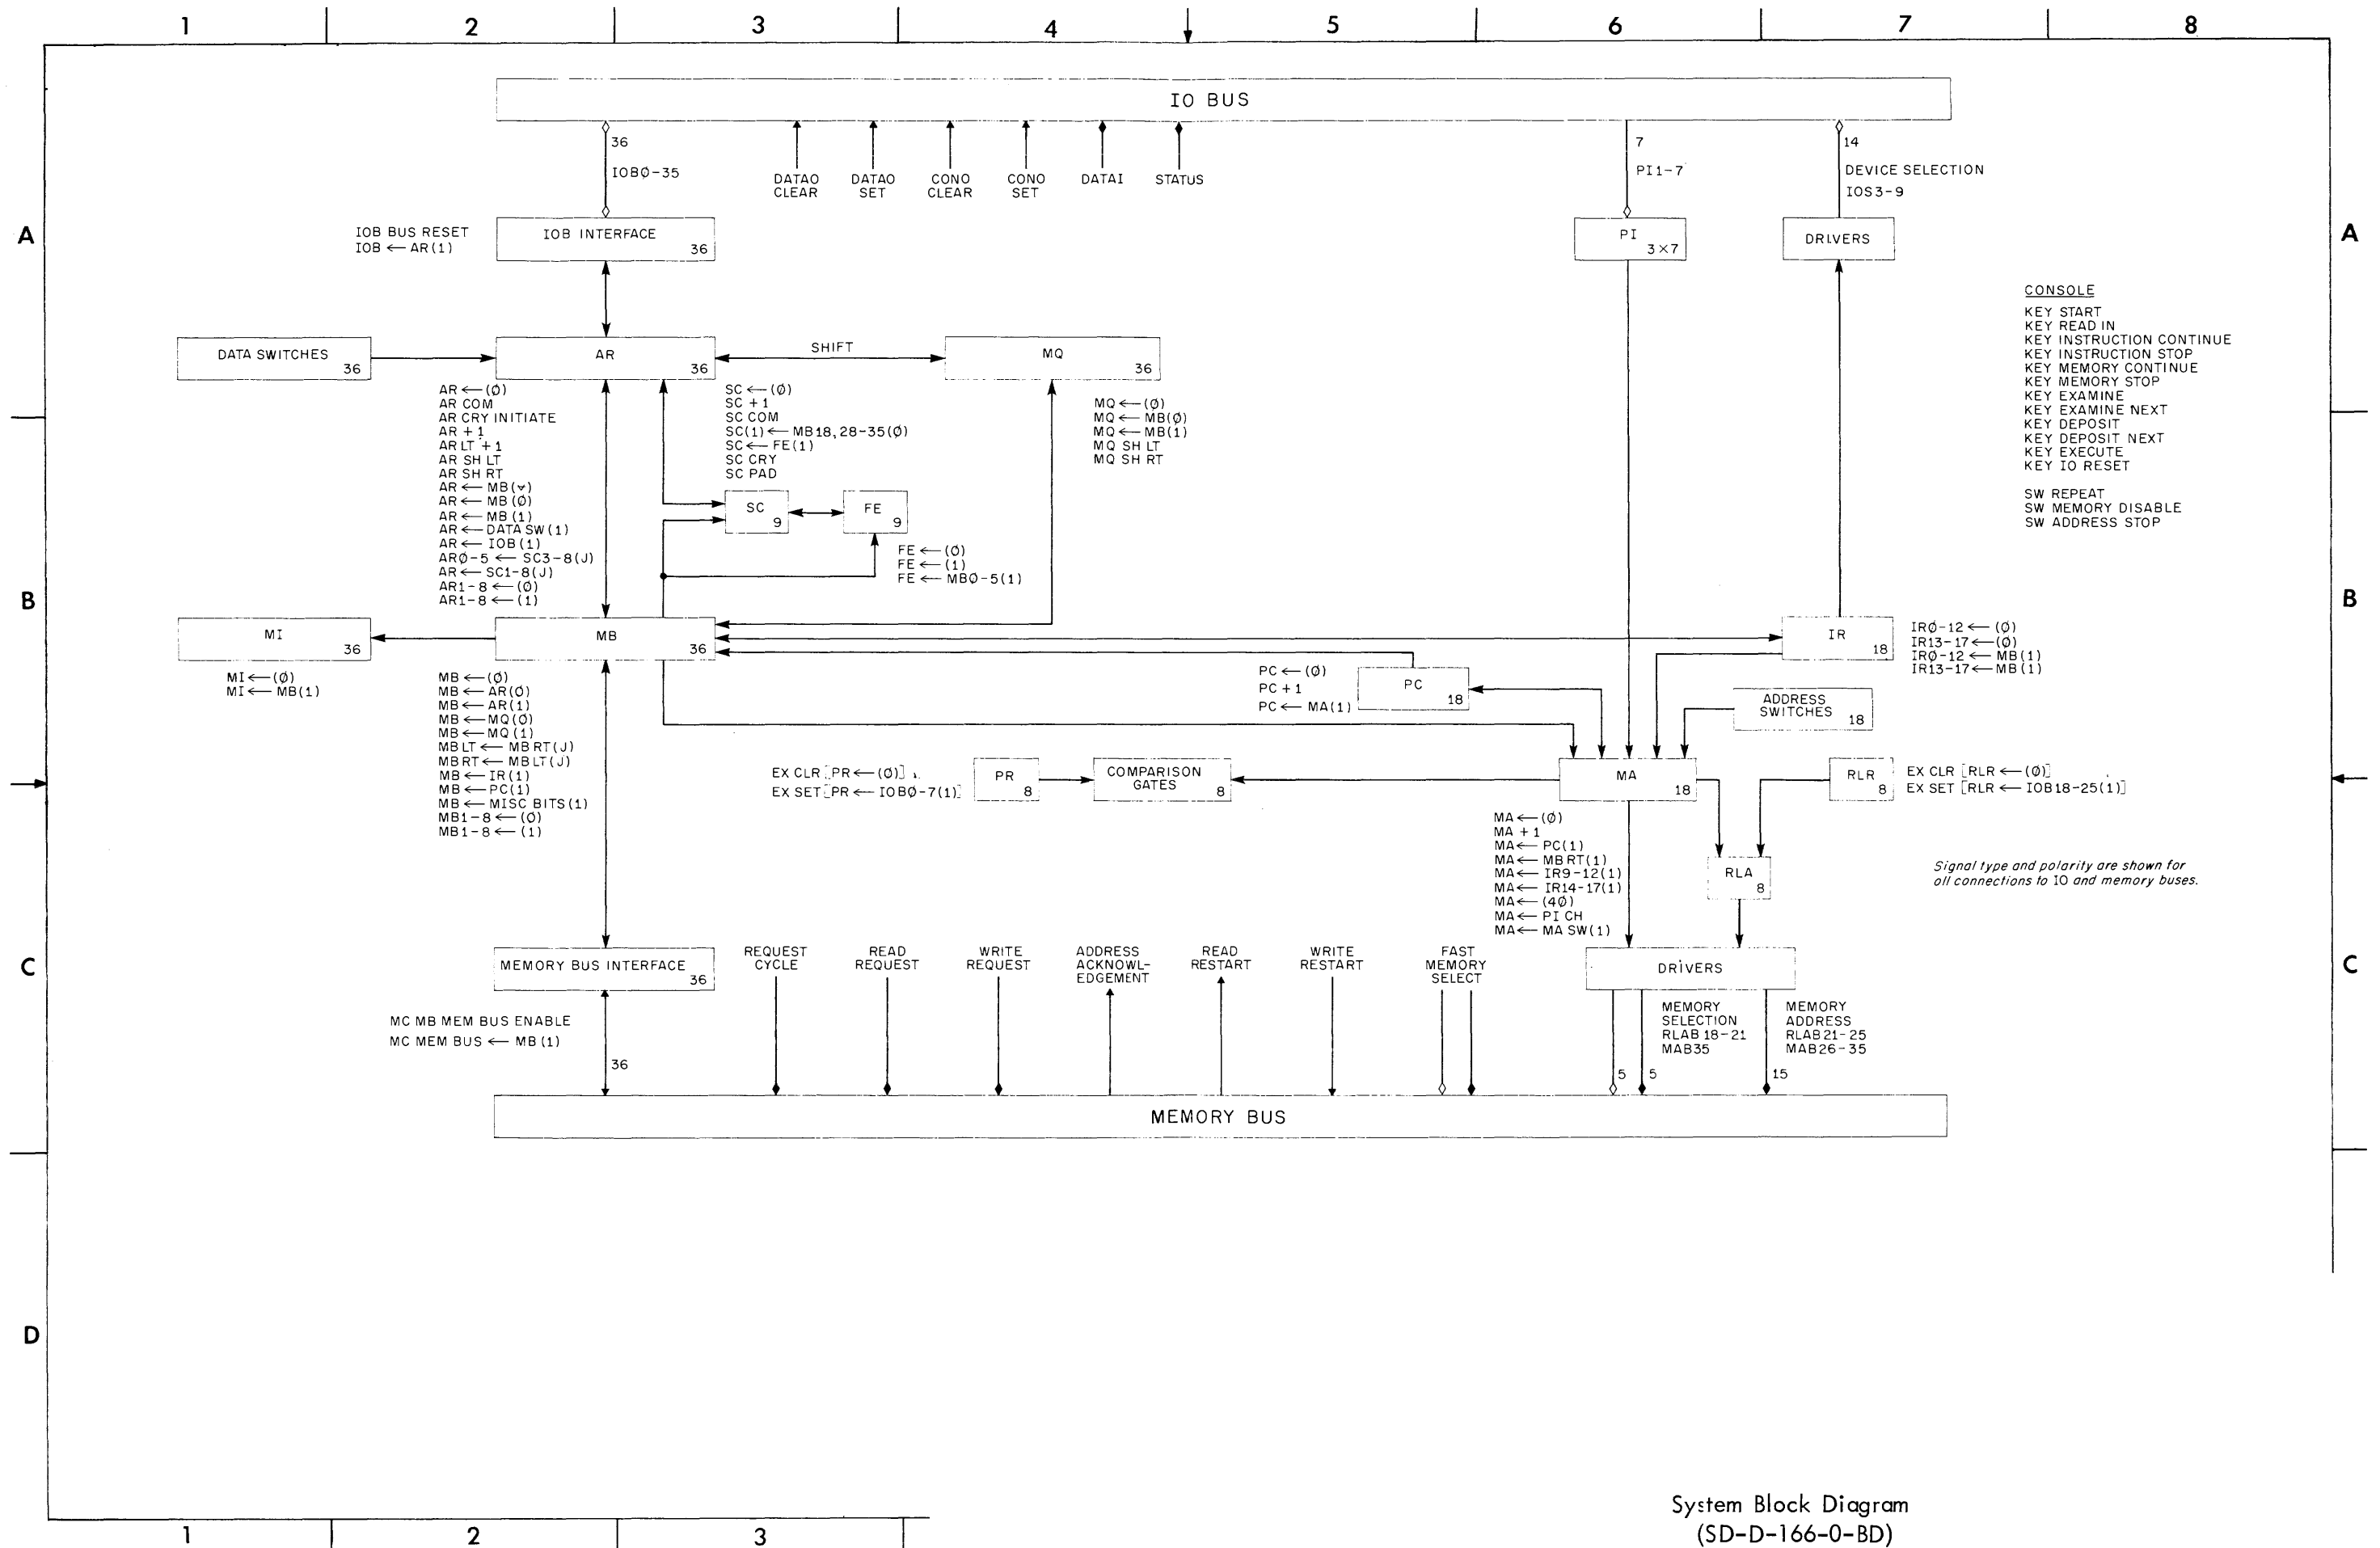 1 2 3 4 5 6 7 8
IO BUS
36
IOBØ-35
DATAO
CLEAR
DATAO
SET
CONO
CLEAR
CONO
SET
DATAI
STATUS
7
PI1-7
14
DEVICE SELECTION
IOS3-9
A
A
IOB BUS RESET
IOB ← AR(1)
IOB INTERFACE
36
PI
3×7
DRIVERS
CONSOLE
KEY START
KEY READ IN
KEY INSTRUCTION CONTINUE
KEY INSTRUCTION STOP
KEY MEMORY CONTINUE
KEY MEMORY STOP
KEY EXAMINE
KEY EXAMINE NEXT
KEY DEPOSIT
KEY DEPOSIT NEXT
KEY EXECUTE
KEY IO RESET
SW REPEAT
SW MEMORY DISABLE
SW ADDRESS STOP
DATA SWITCHES
36
AR
36
SHIFT
MQ
36
AR ← (Ø)
AR COM
AR CRY INITIATE
AR +1
AR LT +1
AR SH LT
AR SH RT
AR ← MB(⊻)
AR ← MB(Ø)
AR ← MB(1)
AR ← DATA SW(1)
AR ← IOB(1)
ARØ-5 ← SC3-8(J)
AR ← SC1-8(J)
AR1-8 ← (Ø)
AR1-8 ← (1)
SC ← (Ø)
SC +1
SC COM
SC(1) ← MB18,28-35(Ø)
SC ← FE(1)
SC CRY
SC PAD
MQ ← (Ø)
MQ ← MB(Ø)
MQ ← MB(1)
MQ SH LT
MQ SH RT
SC
9
FE
9
FE ← (Ø)
FE ← (1)
FE ← MBØ-5(1)
B
B
MI
36
MB
36
IR
18
IRØ-12 ← (Ø)
IR13-17 ← (Ø)
IRØ-12 ← MB(1)
IR13-17 ← MB(1)
MI ← (Ø)
MI ← MB(1)
MB ← (Ø)
MB ← AR(Ø)
MB ← AR(1)
MB ← MQ(Ø)
MB ← MQ(1)
MBLT ← MBRT(J)
MBRT ← MBLT(J)
MB ← IR(1)
MB ← PC(1)
MB ← MISC BITS(1)
MB1-8 ← (Ø)
MB1-8 ← (1)
PC ← (Ø)
PC +1
PC ← MA(1)
PC
18
ADDRESS
SWITCHES
18
EX CLR [PR ← (Ø)]
EX SET [PR ← IOBØ-7(1)]
PR
8
COMPARISON
GATES
8
MA
18
RLR
8
EX CLR [RLR ← (Ø)]
EX SET [RLR ← IOB18-25(1)]
MA ← (Ø)
MA +1
MA ← PC(1)
MA ← MBRT(1)
MA ← IR9-12(1)
MA ← IR14-17(1)
MA ← (4Ø)
MA ← PI CH
MA ← MA SW(1)
RLA
8
Signal type and polarity are shown for
all connections to IO and memory buses.
C
C
MEMORY BUS INTERFACE
36
REQUEST
CYCLE
READ
REQUEST
WRITE
REQUEST
ADDRESS
ACKNOWL-
EDGEMENT
READ
RESTART
WRITE
RESTART
FAST
MEMORY
SELECT
DRIVERS
MC MB MEM BUS ENABLE
MC MEM BUS ← MB(1)
36
MEMORY
SELECTION
RLAB18-21
MAB35
MEMORY
ADDRESS
RLAB21-25
MAB26-35
5
5
15
MEMORY BUS
D
System Block Diagram
(SD-D-166-0-BD)
1 2 3